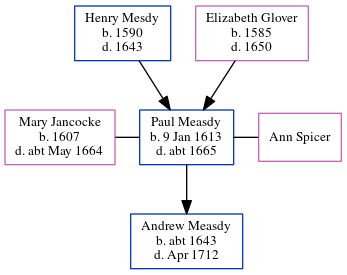 Henry Mesdy
b. 1590
d. 1643
Elizabeth Glover
b. 1585
d. 1650
Mary Jancocke
b. 1607
d. abt May 1664
Paul Measdy
b. 9 Jan 1613
d. abt 1665
Ann Spicer
Andrew Measdy
b. abt 1643
d. Apr 1712